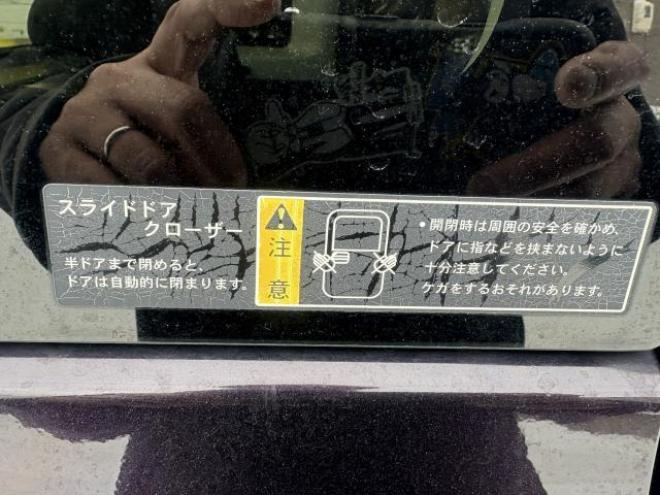 スライドドア
クローザー
半ドアまで閉めると、
ドアは自動的に閉まります。
注
意
•開閉時は周囲の安全を確かめ、
ドアに指などを挟まないように
十分注意してください。
ケガをするおそれがあります。